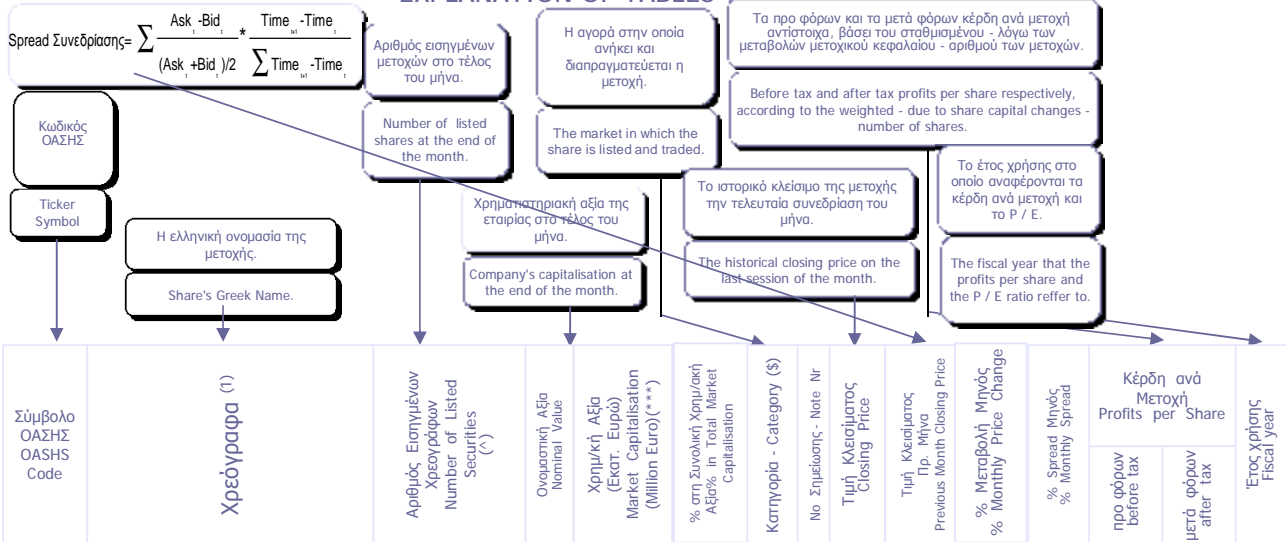 EXPLANATION OF TABLES
Spread Συνεδρίασης= ∑ Ask t -Bid t / (Ask t +Bid t )/2 * Time t+1 -Time t / ∑ Time t+1 -Time t
Κωδικός
ΟΑΣΗΣ
Ticker
Symbol
Η ελληνική ονομασία της
μετοχής.
Share's Greek Name.
Αριθμός εισηγμένων
μετοχών στο τέλος
του μήνα.
Number of listed
shares at the end of
the month.
Χρηματιστηριακή αξία της
εταιρίας στο τέλος του
μήνα.
Company's capitalisation at
the end of the month.
Η αγορά στην οποία
ανήκει και
διαπραγματεύεται η
μετοχή.
The market in which the
share is listed and traded.
Το ιστορικό κλείσιμο της μετοχής
την τελευταία συνεδρίαση του
μήνα.
The historical closing price on the
last session of the month.
Τα προ φόρων και τα μετά φόρων κέρδη ανά μετοχή
αντίστοιχα, βάσει του σταθμισμένου - λόγω των
μεταβολών μετοχικού κεφαλαίου - αριθμού των μετοχών.
Before tax and after tax profits per share respectively,
according to the weighted - due to share capital changes -
number of shares.
Το έτος χρήσης στο
οποίο αναφέρονται τα
κέρδη ανά μετοχή και
το P / E.
The fiscal year that the
profits per share and
the P / E ratio reffer to.
Σύμβολο
ΟΑΣΗΣ
OASHS
Code
Χρεόγραφα (1)
Αριθμός Εισηγμένων
Χρεογράφων
Number of Listed
Securities
(^)
Ονομαστική Αξία
Nominal Value
Χρημ/κή Αξία
(Εκατ. Ευρώ)
Market Capitalisation
(Million Euro)(***)
% στη Συνολική Χρημ/ακή
Αξία% in Total Market
Capitalisation
Κατηγορία - Category ($)
No Σημείωσης - Note Nr
Τιμή Κλεισίματος
Closing Price
Τιμή Κλεισίματος
Πρ. Μήνα
Previous Month Closing Price
% Μεταβολή Μηνός
% Monthly Price Change
% Spread Μηνός
% Monthly Spread
Κέρδη ανά
Μετοχή
Profits per Share
προ φόρων
before tax
μετά φόρων
after tax
Έτος χρήσης
Fiscal year